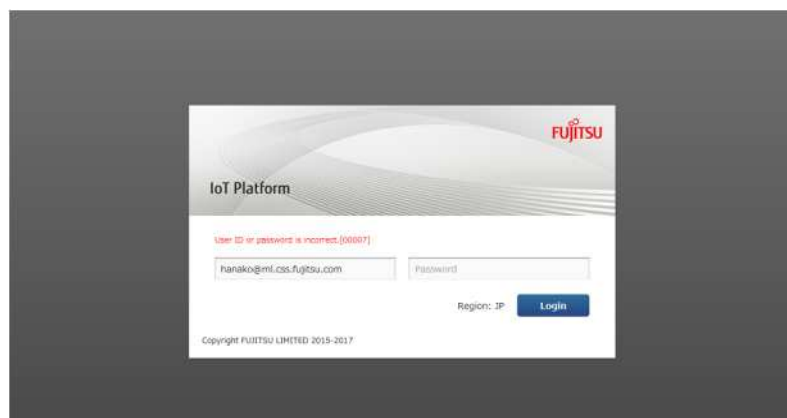 FUJITSU
IoT Platform
User ID or password is incorrect.[00007]
hanako@ml.css.fujitsu.com
Password
Region: JP
Login
Copyright FUJITSU LIMITED 2015-2017